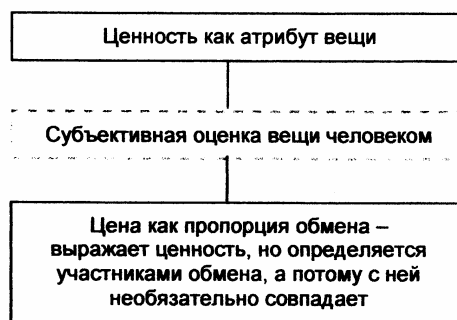 Ценность как атрибут вещи
Субъективная оценка вещи человеком
Цена как пропорция обмена –
выражает ценность, но определяется
участниками обмена, а потому с ней
необязательно совпадает